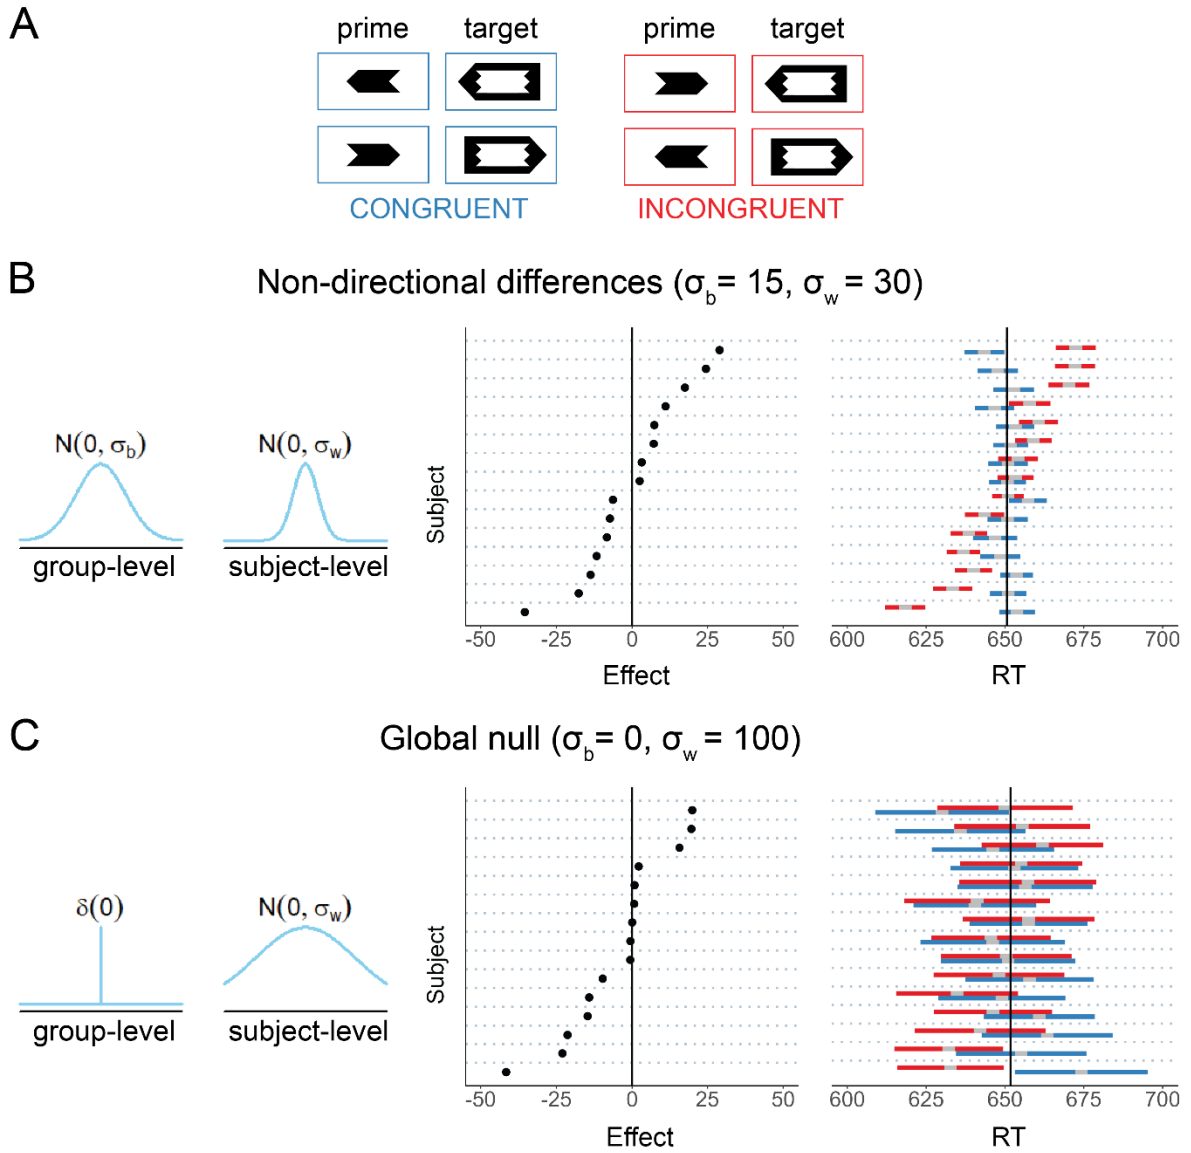 A
prime target prime target
CONGRUENT INCONGRUENT
B
Non-directional differences (σb= 15, σw = 30)
N(0, σb) N(0, σw)
group-level subject-level
Subject
-50 -25 0 25 50
Effect
600 625 650 675 700
RT
C
Global null (σb= 0, σw = 100)
δ(0) N(0, σw)
group-level subject-level
Subject
-50 -25 0 25 50
Effect
600 625 650 675 700
RT